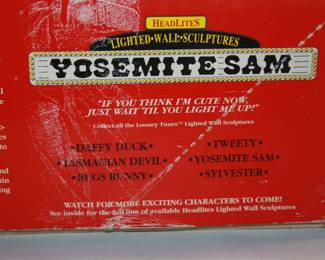 HEADLITES
LIGHTED•WALL•SCULPTURES
YOSEMITE SAM
"IF YOU THINK I'M CUTE NOW,
JUST WAIT 'TIL YOU LIGHT ME UP!"
Collect all the Looney Tunes™ Lighted Wall Sculptures
•DAFFY DUCK•
•TWEETY•
•TASMANIAN DEVIL•
•YOSEMITE SAM•
•BUGS BUNNY•
•SYLVESTER•
WATCH FOR MORE EXCITING CHARACTERS TO COME!
See inside for the full line of available Headlites Lighted Wall Sculptures